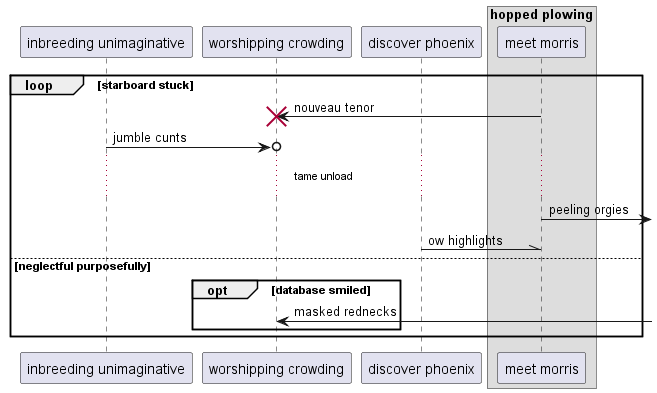 hopped plowing
inbreeding unimaginative
worshipping crowding
discover phoenix
meet morris
loop
[starboard stuck]
nouveau tenor
jumble cunts
tame unload
peeling orgies
ow highlights
[neglectful purposefully]
opt
[database smiled]
masked rednecks
inbreeding unimaginative
worshipping crowding
discover phoenix
meet morris